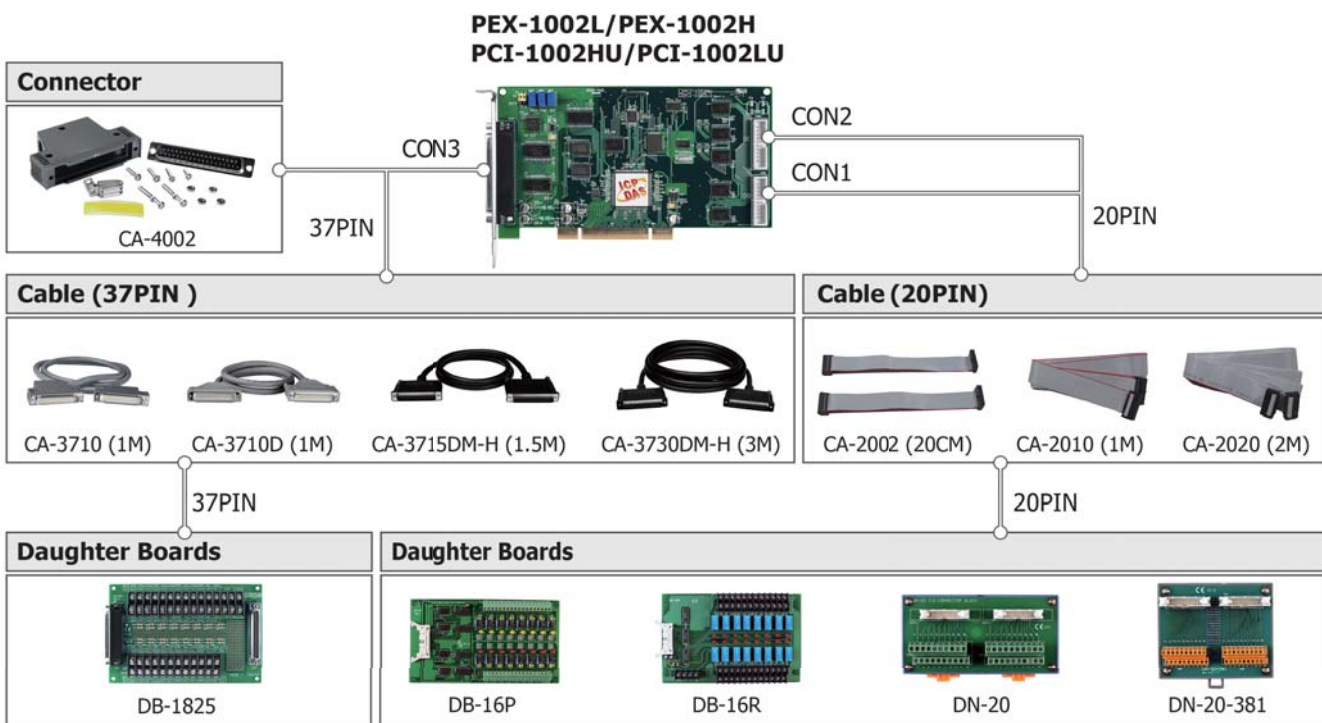 PEX-1002L/PEX-1002H
PCI-1002HU/PCI-1002LU
Connector
CA-4002
CON3
37PIN
CON2
CON1
20PIN
ICP
DAS
Cable (37PIN )
CA-3710 (1M)
CA-3710D (1M)
CA-3715DM-H (1.5M)
CA-3730DM-H (3M)
Cable (20PIN)
CA-2002 (20CM)
CA-2010 (1M)
CA-2020 (2M)
37PIN
20PIN
Daughter Boards
DB-1825
Daughter Boards
DB-16P
DB-16R
DN-20
DN-20-381